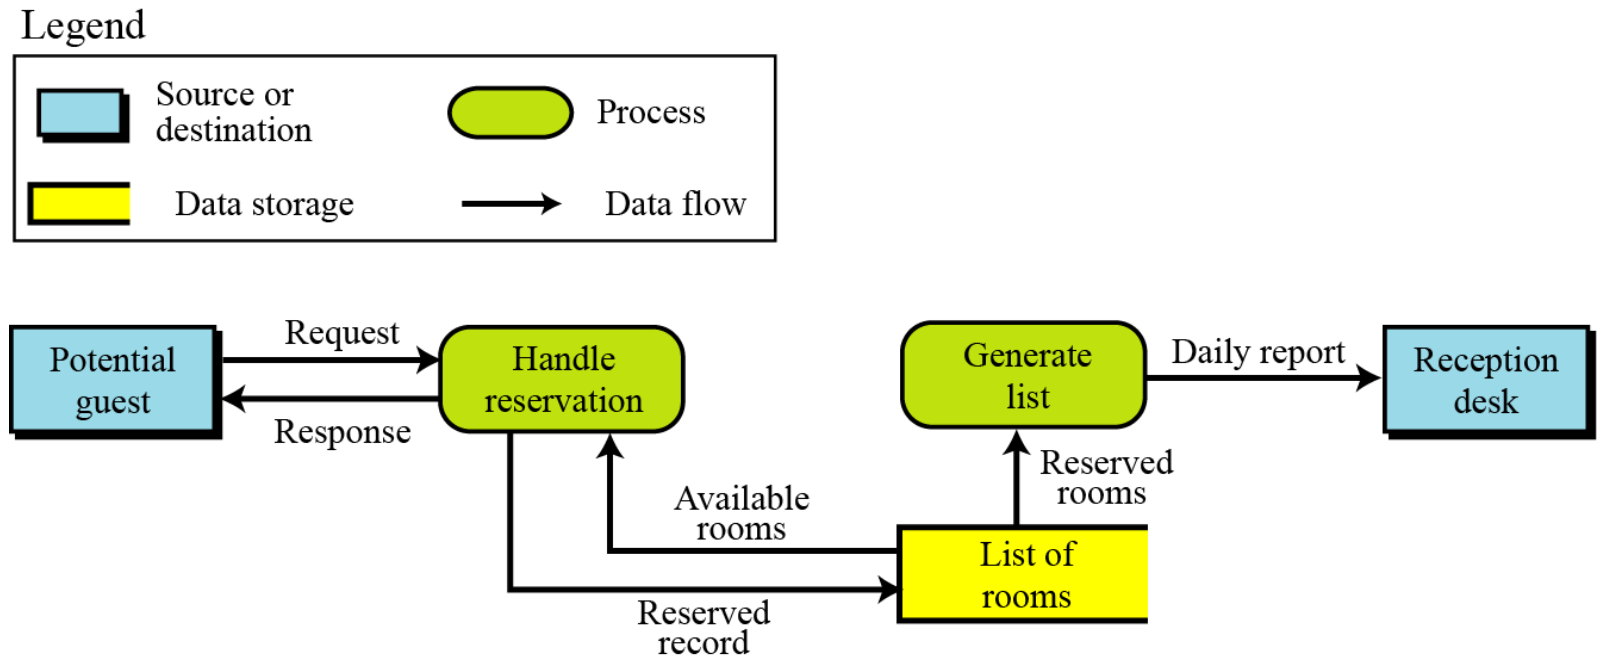 Legend
Source or
destination
Process
Data storage
Data flow
Potential
guest
Request
Response
Handle
reservation
Generate
list
Daily report
Reception
desk
Available
rooms
Reserved
rooms
List of
rooms
Reserved
record